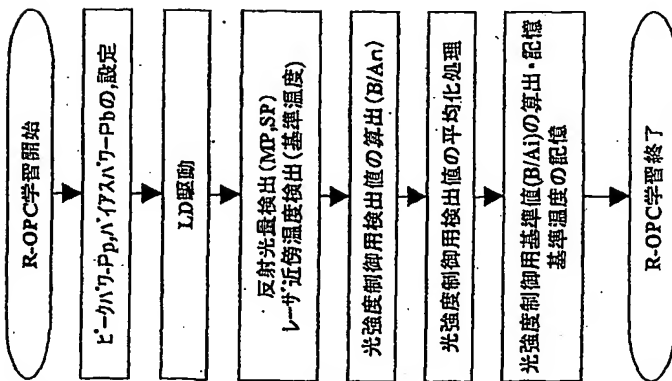 R-OPC学習開始
ピークパワーPp,バイアスパワーPbの,設定
LD駆動
反射光量検出(MP,SP)
レーザ近傍温度検出(基準温度)
光強度制御用検出値の算出(B/An)
光強度制御用検出値の平均化処理
光強度制御用基準値(B/Ai)の算出・記憶
基準温度の記憶
R-OPC学習終了